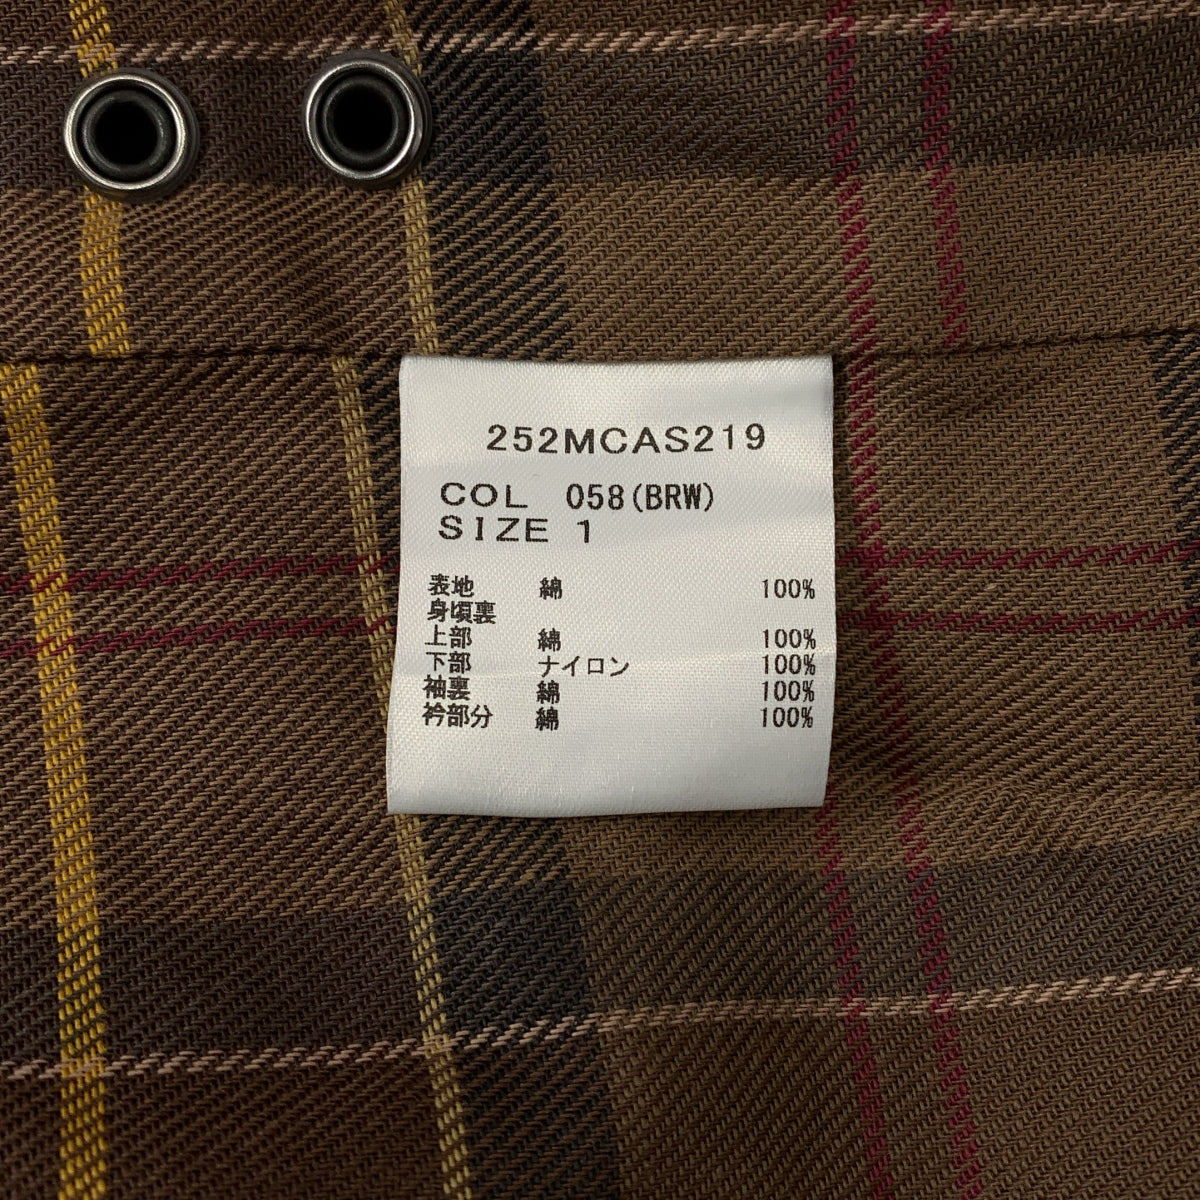 252MCAS219
COL 058(BRW)
SIZE 1
表地 綿 100%
身頃裏
上部 綿 100%
下部 ナイロン 100%
袖裏 綿 100%
衿部分 綿 100%